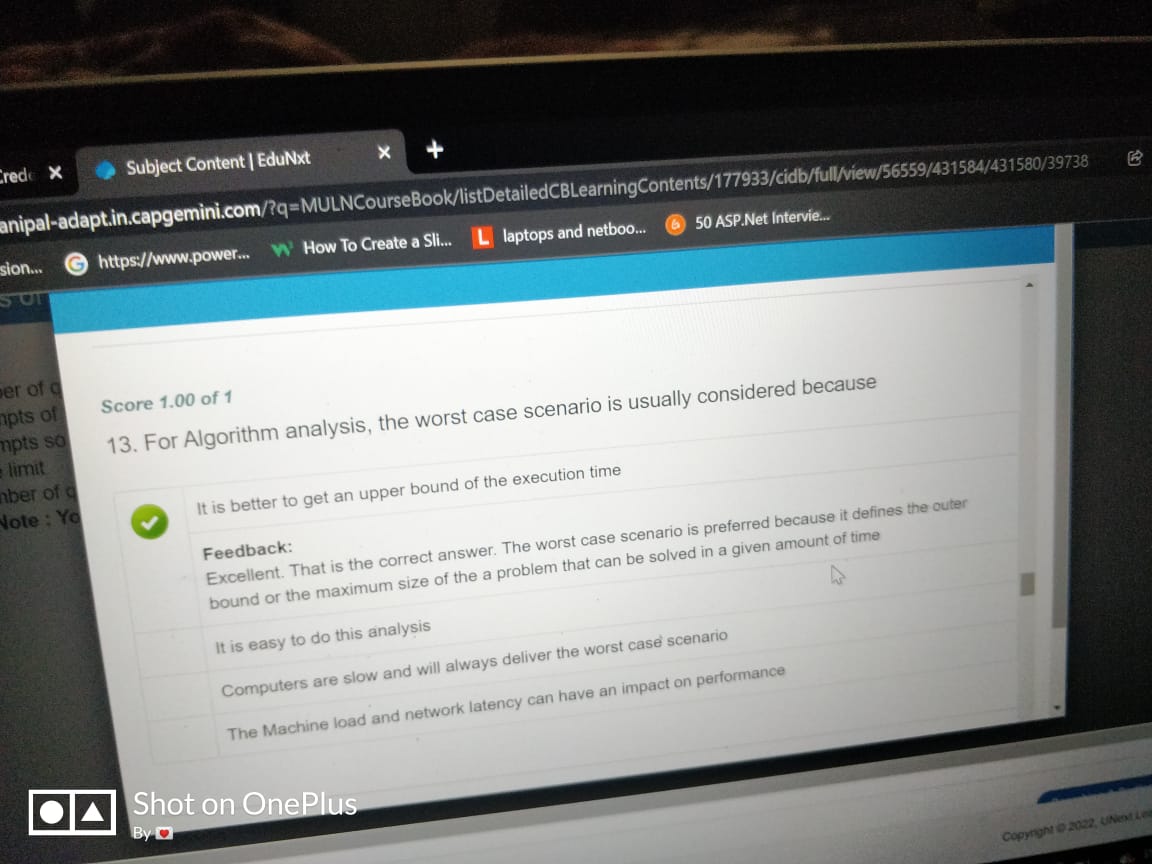 Subject Content | EduNxt
anipal-adapt.in.capgemini.com/?q=MULNCourseBook/listDetailedCBLearningContents/177933/cidb/full/view/56559/431584/431580/39738
sion... https://www.power... How To Create a Sli... L laptops and netboo... 50 ASP.Net Intervie...
er of q
mpts of
mpts so
limit
mber of q
Note : Yo
Score 1.00 of 1
13. For Algorithm analysis, the worst case scenario is usually considered because
It is better to get an upper bound of the execution time
Feedback:
Excellent. That is the correct answer. The worst case scenario is preferred because it defines the outer
bound or the maximum size of the a problem that can be solved in a given amount of time
It is easy to do this analysis
Computers are slow and will always deliver the worst case scenario
The Machine load and network latency can have an impact on performance
Shot on OnePlus
By
Copyright © 2022, UNext